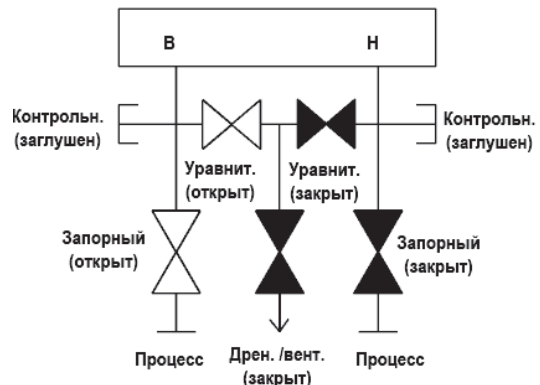 В
Н
Контрольн.
(заглушен)
Контрольн.
(заглушен)
Уравнит.
(открыт)
Уравнит.
(закрыт)
Запорный
(открыт)
Запорный
(закрыт)
Процесс
Дрен. /вент.
(закрыт)
Процесс